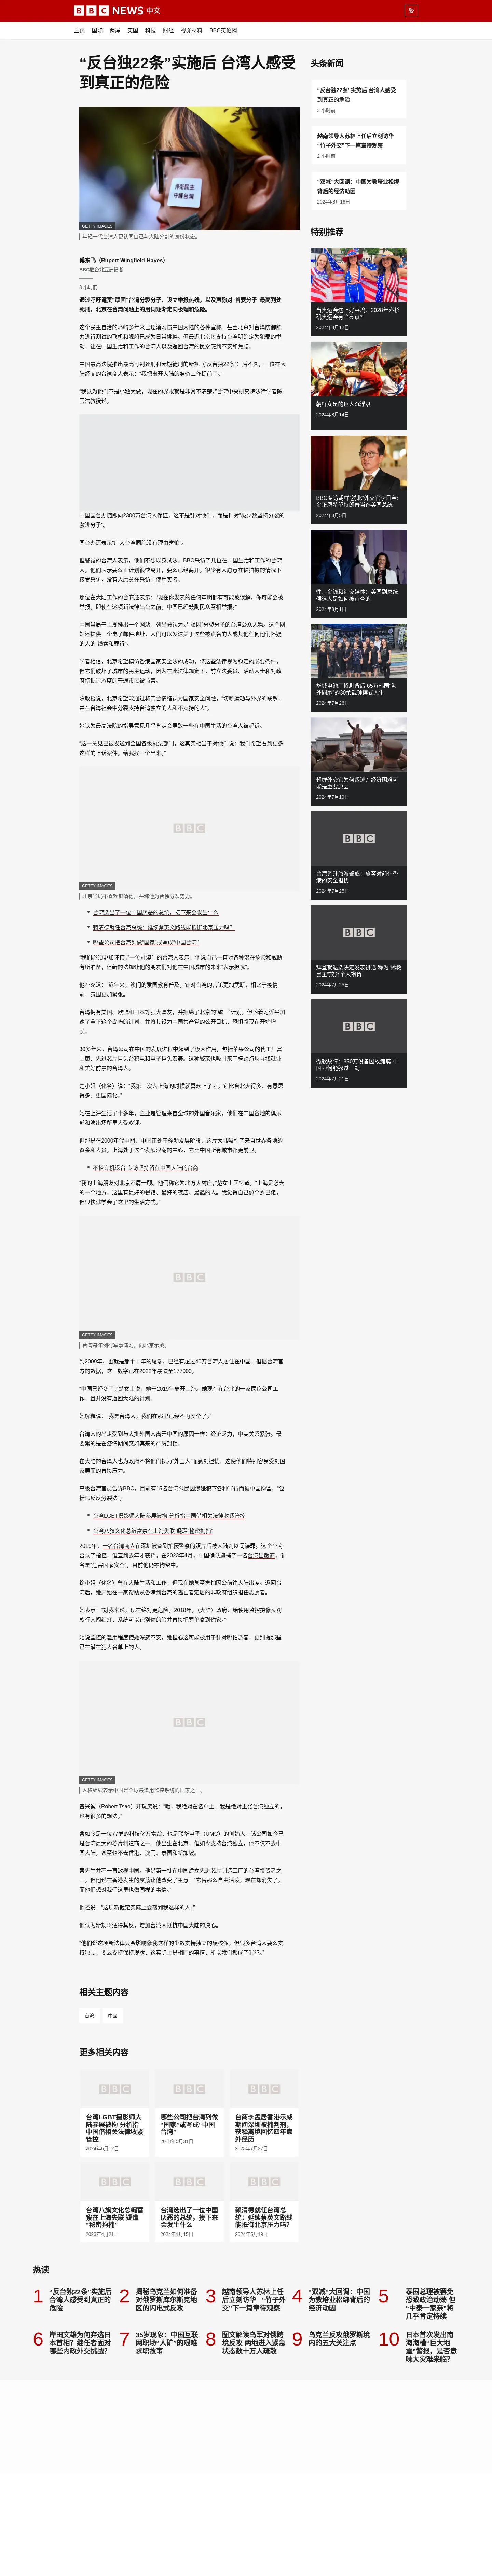 BBC NEWS 中文
繁
主页 国际 两岸 英国 科技 财经 视频材料 BBC英伦网
“反台独22条”实施后 台湾人感受
到真正的危险
GETTY IMAGES
年轻一代台湾人更认同自己与大陆分割的身份状态。
傅东飞（Rupert Wingfield-Hayes）
BBC驻台北亚洲记者
3 小时前
通过呼吁谴责“顽固”台湾分裂分子、设立举报热线，以及声称对“首要分子”最高判处
死刑，北京在台湾问题上的用词逐渐走向极端和危险。
这个民主自治的岛屿多年来已逐渐习惯中国大陆的各种宣称。甚至北京对台湾防御能
力进行测试的飞机和舰船已成为日常挑衅。但最近北京将支持台湾明确定为犯罪的举
动，让在中国生活和工作的台湾人以及返回台湾的民众感到不安和焦虑。
中国最高法院推出最高可判死刑和无期徒刑的新规（“反台独22条”）后不久，一位在大
陆经商的台湾商人表示：“我把离开大陆的准备工作提前了。”
“我认为他们不是小题大做，现在的界限就是非常不清楚，”台湾中央研究院法律学者陈
玉洁教授说。
中国国台办随即向2300万台湾人保证，这不是针对他们，而是针对“极少数坚持分裂的
激进分子”。
国台办还表示“广大台湾同胞没有理由害怕”。
但警觉的台湾人表示，他们不想以身试法。BBC采访了几位在中国生活和工作的台湾
人，他们表示要么正计划很快离开，要么已经离开。很少有人愿意在被拍摄的情况下
接受采访，没有人愿意在采访中使用实名。
那位在大陆工作的台商还表示：“现在你发表的任何声明都有可能被误解，你可能会被
举报，即使在这项新法律出台之前，中国已经鼓励民众互相举报。”
中国当局于上周推出一个网站，列出被认为是“顽固”分裂分子的台湾公众人物。这个网
站还提供一个电子邮件地址，人们可以发送关于这些被点名的人或其他任何他们怀疑
的人的“线索和罪行”。
学者相信，北京希望模仿香港国家安全法的成功，将这些法律视为稳定的必要条件，
但它们破坏了城市的民主运动，因为在此法律规定下，前立法委员、活动人士和对政
府持批评态度的普通市民被监禁。
陈教授说，北京希望能通过将亲台情绪视为国家安全问题，“切断运动与外界的联系，
并在台湾社会中分裂支持台湾独立的人和不支持的人”。
她认为最高法院的指导意见几乎肯定会导致一些在中国生活的台湾人被起诉。
“这一意见已被发送到全国各级执法部门，这其实相当于对他们说：我们希望看到更多
这样的上诉案件，给我找一个出来。”
BBC
GETTY IMAGES
北京当局不喜欢赖清德，并称他为台独分裂势力。
台湾选出了一位中国厌恶的总统，接下来会发生什么
赖清德就任台湾总统：延续蔡英文路线能抵御北京压力吗？
哪些公司把台湾列做“国家”或写成“中国台湾”
“我们必须更加谨慎，”一位驻澳门的台湾人表示。他说自己一直对各种潜在危险和威胁
有所准备，但新的法规让他的朋友们对他在中国城市的未来“表示担忧”。
他补充道：“近年来，澳门的爱国教育普及，针对台湾的言论更加武断，相比于疫情
前，氛围更加紧张。”
台湾拥有美国、欧盟和日本等强大盟友，并拒绝了北京的“统一”计划。但随着习近平加
速了拿下这个岛屿的计划，并将其设为中国共产党的公开目标，恐惧感现在开始增
长。
30多年来，台湾公司在中国的发展进程中起到了很大作用，包括苹果公司的代工厂富
士康、先进芯片巨头台积电和电子巨头宏碁。这种繁荣也吸引来了横跨海峡寻找就业
和美好前景的台湾人。
楚小姐（化名）说：“我第一次去上海的时候就喜欢上了它。它比台北大得多、有意思
得多、更国际化。”
她在上海生活了十多年，主要业是管理来自全球的外国音乐家，他们在中国各地的俱乐
部和演出场所里大受欢迎。
但那是在2000年代中期，中国正处于蓬勃发展阶段，这片大陆吸引了来自世界各地的
资金和人员。上海处于这个发展浪潮的中心，它比中国所有城市都更前卫。
不搭专机返台 专访坚持留在中国大陆的台商
“我的上海朋友对北京不屑一顾。他们称它为北方大村庄，”楚女士回忆道。“上海是必去
的一个地方。这里有最好的餐馆、最好的夜店、最酷的人。我觉得自己像个乡巴佬，
但很快就学会了这里的生活方式。”
BBC
GETTY IMAGES
台湾每年例行军事演习，向北京示威。
到2009年，也就是那个十年的尾端，已经有超过40万台湾人居住在中国。但据台湾官
方的数据，这一数字已在2022年暴跌至177000。
“中国已经变了，”楚女士说，她于2019年离开上海。她现在在台北的一家医疗公司工
作，且并没有返回大陆的计划。
她解释说：“我是台湾人，我们在那里已经不再安全了。”
台湾人的出走受到与大批外国人离开中国的原因一样：经济乏力，中美关系紧张。最
要紧的是在疫情期间突如其来的严厉封锁。
在大陆的台湾人也为政府不将他们视为“外国人”而感到担忧，这使他们特别容易受到国
家层面的直接压力。
高级台湾官员告诉BBC，目前有15名台湾公民因涉嫌犯下各种罪行而被中国拘留，“包
括违反反分裂法”。
台湾LGBT摄影师大陆参展被拘 分析指中国借相关法律收紧管控
台湾八旗文化总编富察在上海失联 疑遭“秘密拘捕”
2019年，一名台湾商人在深圳被查到拍摄警察的照片后被大陆判以间谍罪。这个台商
否认了指控，但直到去年才获释。在2023年4月，中国确认逮捕了一名台湾出版商，罪
名是“危害国家安全”，目前他仍被拘留中。
徐小姐（化名）曾在大陆生活和工作，但现在她甚至害怕因公前往大陆出差。返回台
湾后，她开始在一家帮助从香港到台湾的逃亡者定居的非政府组织担任志愿者。
她表示：“对我来说，现在绝对更危险。2018年，（大陆）政府开始使用监控摄像头罚
款行人闯红灯，系统可以识别你的脸并直接把罚单寄到你家。”
她说监控的滥用程度使她深感不安，她担心这可能被用于针对哪怕游客，更别提那些
已在潜在犯人名单上的人。
BBC
GETTY IMAGES
人权组织表示中国是全球最滥用监控系统的国家之一。
曹兴诚（Robert Tsao）开玩笑说：“哦，我绝对在名单上。我是绝对主张台湾独立的，
也有很多的想法。”
曹知今是一位77岁的科技亿万富翁，也是联华电子（UMC）的创始人，该公司如今已
是台湾最大的芯片制造商之一。他出生在北京，但如今支持台湾独立，他不仅不去中
国大陆，甚至也不去香港、澳门、泰国和新加坡。
曹先生并不一直敌视中国。他是第一批在中国建立先进芯片制造工厂的台湾投资者之
一。但他说在香港发生的震荡让他改变了主意：“它曾那么自由活泼，现在却消失了。
而他们想对我们这里也做同样的事情。”
他还说：“这项新裁定实际上会帮到我这样的人。”
他认为新规将适得其反，增加台湾人抵抗中国大陆的决心。
“他们说这项新法律只会影响像我这样的少数支持独立的硬核派，但很多台湾人要么支
持独立，要么支持保持现状，这实际上是相同的事情，所以我们都成了罪犯。”
相关主题内容
台湾 中國
更多相关内容
BBC BBC BBC
台湾LGBT摄影师大
陆参展被拘 分析指
中国借相关法律收紧
管控
2024年8月12日
哪些公司把台湾列做
“国家”或写成“中国
台湾”
2018年5月31日
台商李孟居香港示威
期间深圳被捕判刑，
获释离境回忆四年意
外经历
2023年7月27日
BBC BBC BBC
台湾八旗文化总编富
察在上海失联 疑遭
“秘密拘捕”
2023年4月21日
台湾选出了一位中国
厌恶的总统，接下来
会发生什么
2024年1月15日
赖清德就任台湾总
统：延续蔡英文路线
能抵御北京压力吗？
2024年5月19日
头条新闻
“反台独22条”实施后 台湾人感受
到真正的危险
3 小时前
越南领导人苏林上任后立刻访华
“竹子外交”下一篇章待观察
2 小时前
“双减”大回调：中国为教培业松绑
背后的经济动因
2024年8月16日
特别推荐
当奥运会遇上好莱坞：2028年洛杉
矶奥运会有啥亮点？
2024年8月12日
朝鲜女足的巨人沉浮录
2024年8月14日
BBC专访朝鲜“脱北”外交官李日奎:
金正恩希望特朗普当选美国总统
2024年8月5日
性、金钱和社交媒体：美国副总统
候选人是如何被审查的
2024年8月1日
华城电池厂惨剧背后 65万韩国“海
外同胞”的30余载钟摆式人生
2024年7月26日
朝鲜外交官为何叛逃？经济困难可
能是重要原因
2024年7月19日
BBC
台湾调升旅游警戒：旅客对前往香
港的安全担忧
2024年7月25日
BBC
拜登就退选决定发表讲话 称为“拯救
民主”放弃个人抱负
2024年7月25日
BBC
微软故障：850万设备因故瘫痪 中
国为何能躲过一劫
2024年7月21日
热读
1 “反台独22条”实施后
台湾人感受到真正的
危险
2 揭秘乌克兰如何准备
对俄罗斯库尔斯克地
区的闪电式反攻
3 越南领导人苏林上任
后立刻访华 “竹子外
交”下一篇章待观察
4 “双减”大回调：中国
为教培业松绑背后的
经济动因
5 泰国总理被罢免
恐致政治动荡 但
“中泰一家亲”将
几乎肯定持续
6 岸田文雄为何弃选日
本首相？继任者面对
哪些内政外交挑战？
7 35岁现象：中国互联
网职场“人矿”的艰难
求职故事
8 图文解读乌军对俄跨
境反攻 两地进入紧急
状态数十万人疏散
9 乌克兰反攻俄罗斯境
内的五大关注点
10 日本首次发出南
海海槽“巨大地
震”警报，是否意
味大灾难来临？